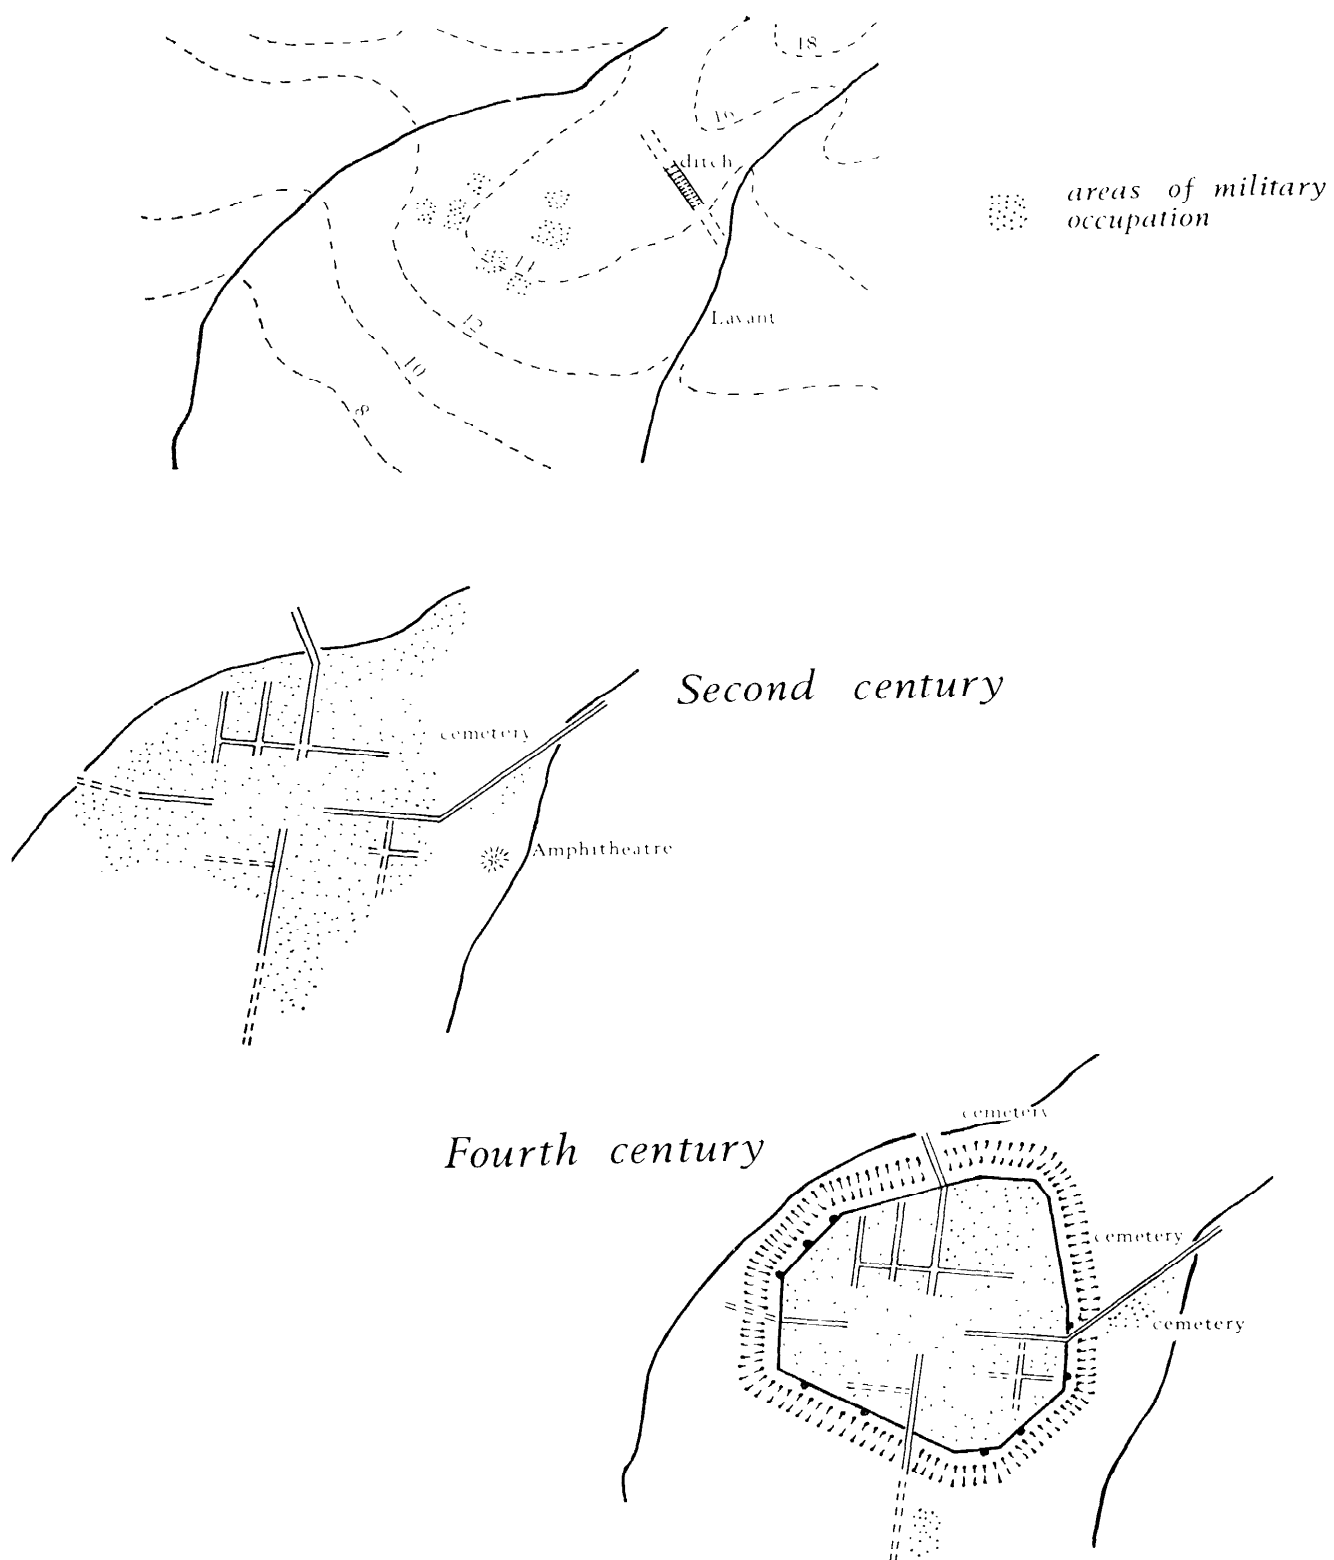 18
16
ditch
areas of military
occupation
12
Lavant
10
8
Second century
cemetery
Amphitheatre
Fourth century
cemetery
cemetery
cemetery